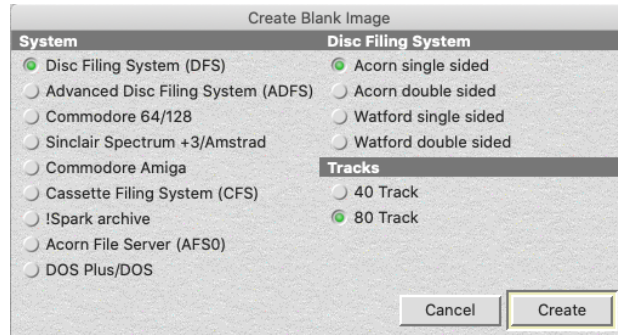 Create Blank Image
System
Disc Filing System (DFS)
Advanced Disc Filing System (ADFS)
Commodore 64/128
Sinclair Spectrum +3/Amstrad
Commodore Amiga
Cassette Filing System (CFS)
!Spark archive
Acorn File Server (AFS0)
DOS Plus/DOS
Disc Filing System
Acorn single sided
Acorn double sided
Watford single sided
Watford double sided
Tracks
40 Track
80 Track
Cancel
Create